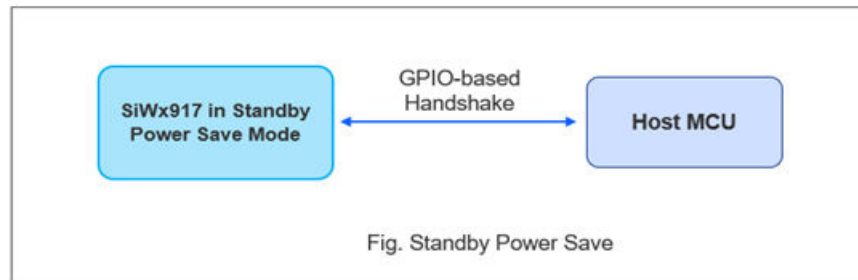 GPIO-based
Handshake
SiWx917 in Standby
Power Save Mode
Host MCU
Fig. Standby Power Save